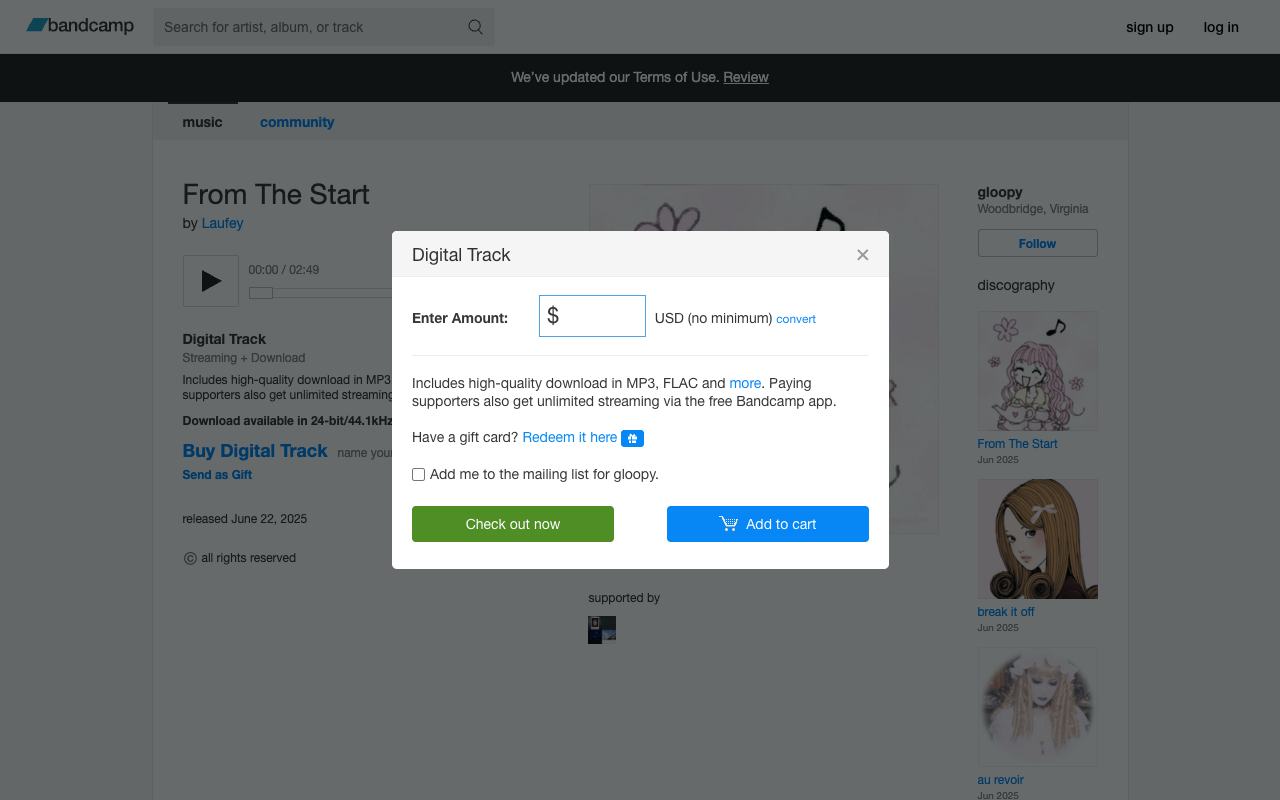 bandcamp
Search for artist, album, or track
sign up
log in
We've updated our Terms of Use. Review
music
community
From The Start
by Laufey
00:00 / 02:49
Digital Track
Streaming + Download
Includes high-quality download in MP3
supporters also get unlimited streaming
Download available in 24-bit/44.1kHz
Buy Digital Track name your
Send as Gift
released June 22, 2025
© all rights reserved
Digital Track
Enter Amount:
$
USD (no minimum) convert
Includes high-quality download in MP3, FLAC and more. Paying
supporters also get unlimited streaming via the free Bandcamp app.
Have a gift card? Redeem it here
Add me to the mailing list for gloopy.
Check out now
Add to cart
supported by
gloopy
Woodbridge, Virginia
Follow
discography
From The Start
Jun 2025
break it off
Jun 2025
au revoir
Jun 2025